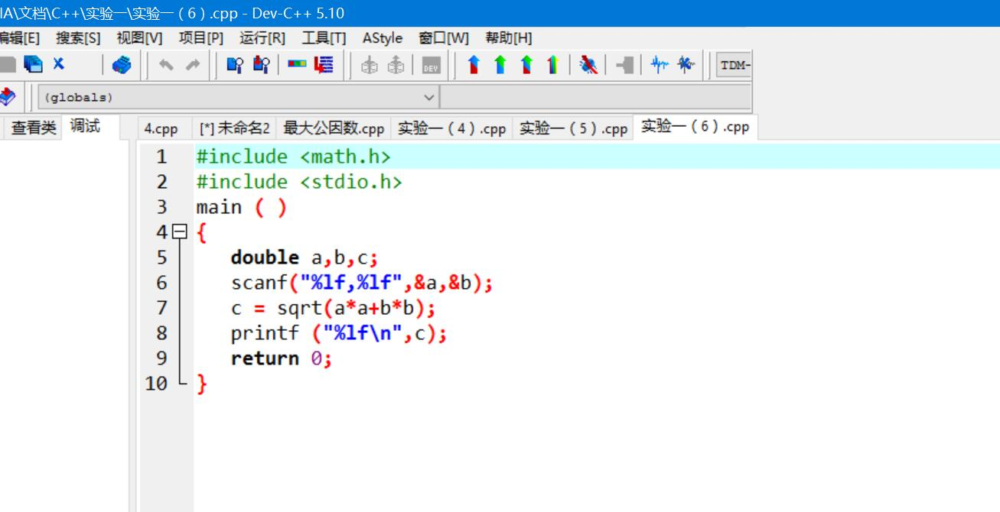 IA\文档\C++\实验一\实验一（6）.cpp - Dev-C++ 5.10
编辑[E] 搜索[S] 视图[V] 项目[P] 运行[R] 工具[T] AStyle 窗口[W] 帮助[H]
DEV TDM-
(globals)
查看类 调试 4.cpp [*] 未命名2 最大公因数.cpp 实验一（4）.cpp 实验一（5）.cpp 实验一（6）.cpp
1 #include <math.h>
2 #include <stdio.h>
3 main ( )
4 {
5 double a,b,c;
6 scanf("%lf,%lf",&a,&b);
7 c = sqrt(a*a+b*b);
8 printf ("%lf\n",c);
9 return 0;
10 }